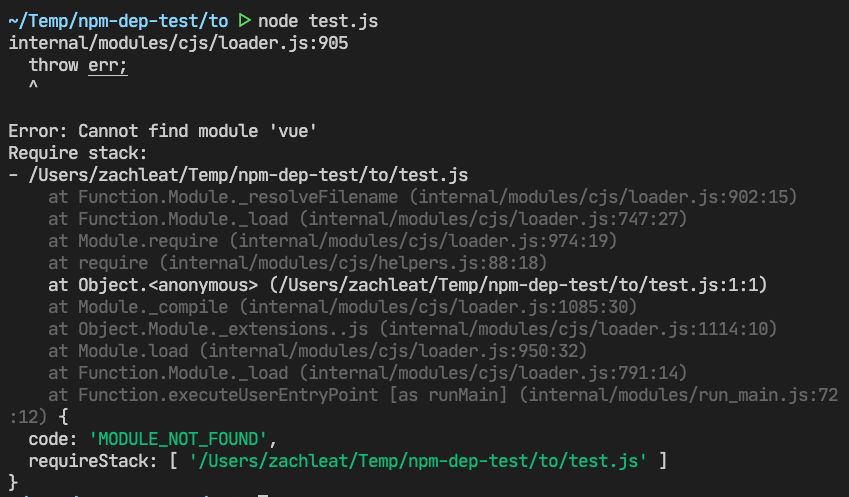 ~/Temp/npm-dep-test/to ▷ node test.js
internal/modules/cjs/loader.js:905
  throw err;
  ^

Error: Cannot find module 'vue'
Require stack:
- /Users/zachleat/Temp/npm-dep-test/to/test.js
    at Function.Module._resolveFilename (internal/modules/cjs/loader.js:902:15)
    at Function.Module._load (internal/modules/cjs/loader.js:747:27)
    at Module.require (internal/modules/cjs/loader.js:974:19)
    at require (internal/modules/cjs/helpers.js:88:18)
    at Object.<anonymous> (/Users/zachleat/Temp/npm-dep-test/to/test.js:1:1)
    at Module._compile (internal/modules/cjs/loader.js:1085:30)
    at Object.Module._extensions..js (internal/modules/cjs/loader.js:1114:10)
    at Module.load (internal/modules/cjs/loader.js:950:32)
    at Function.Module._load (internal/modules/cjs/loader.js:791:14)
    at Function.executeUserEntryPoint [as runMain] (internal/modules/run_main.js:72
:12) {
  code: 'MODULE_NOT_FOUND',
  requireStack: [ '/Users/zachleat/Temp/npm-dep-test/to/test.js' ]
}